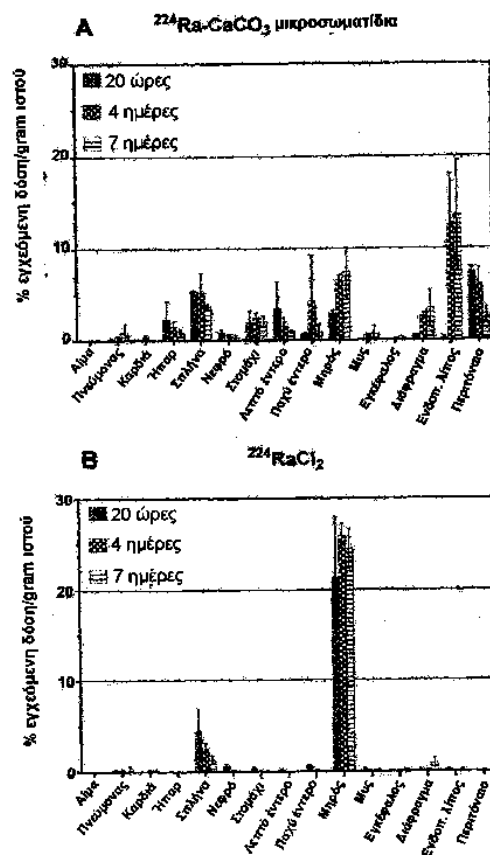 A ²²⁴Ra-CaCO₃ μικροσωματίδια
% εγχεόμενη δόση/gram ιστού
30
20
10
0
20 ώρες
4 ημέρες
7 ημέρες
Αίμα
Πνεύμονας
Καρδιά
Ήπαρ
Σπλήνα
Νεφρό
Στομάχι
Λεπτό έντερο
Παχύ έντερο
Μηρός
Μυς
Εγκέφαλος
Διάφραγμα
Ενδοπ. λίπος
Περιτόναιο
B ²²⁴RaCl₂
% εγχεόμενη δόση/gram ιστού
30
20
10
0
20 ώρες
4 ημέρες
7 ημέρες
Αίμα
Πνεύμονας
Καρδιά
Ήπαρ
Σπλήνα
Νεφρό
Στομάχι
Λεπτό έντερο
Παχύ έντερο
Μηρός
Μυς
Εγκέφαλος
Διάφραγμα
Ενδοπ. λίπος
Περιτόναιο